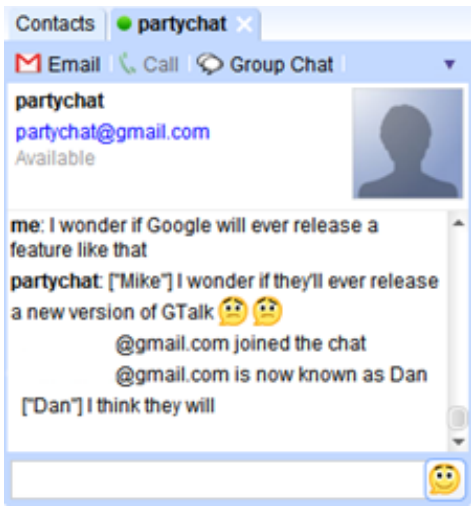 Contacts partychat
Email Call Group Chat
partychat
partychat@gmail.com
Available
me: I wonder if Google will ever release a
feature like that
partychat: ["Mike"] I wonder if they'll ever release
a new version of GTalk
@gmail.com joined the chat
@gmail.com is now known as Dan
["Dan"] I think they will